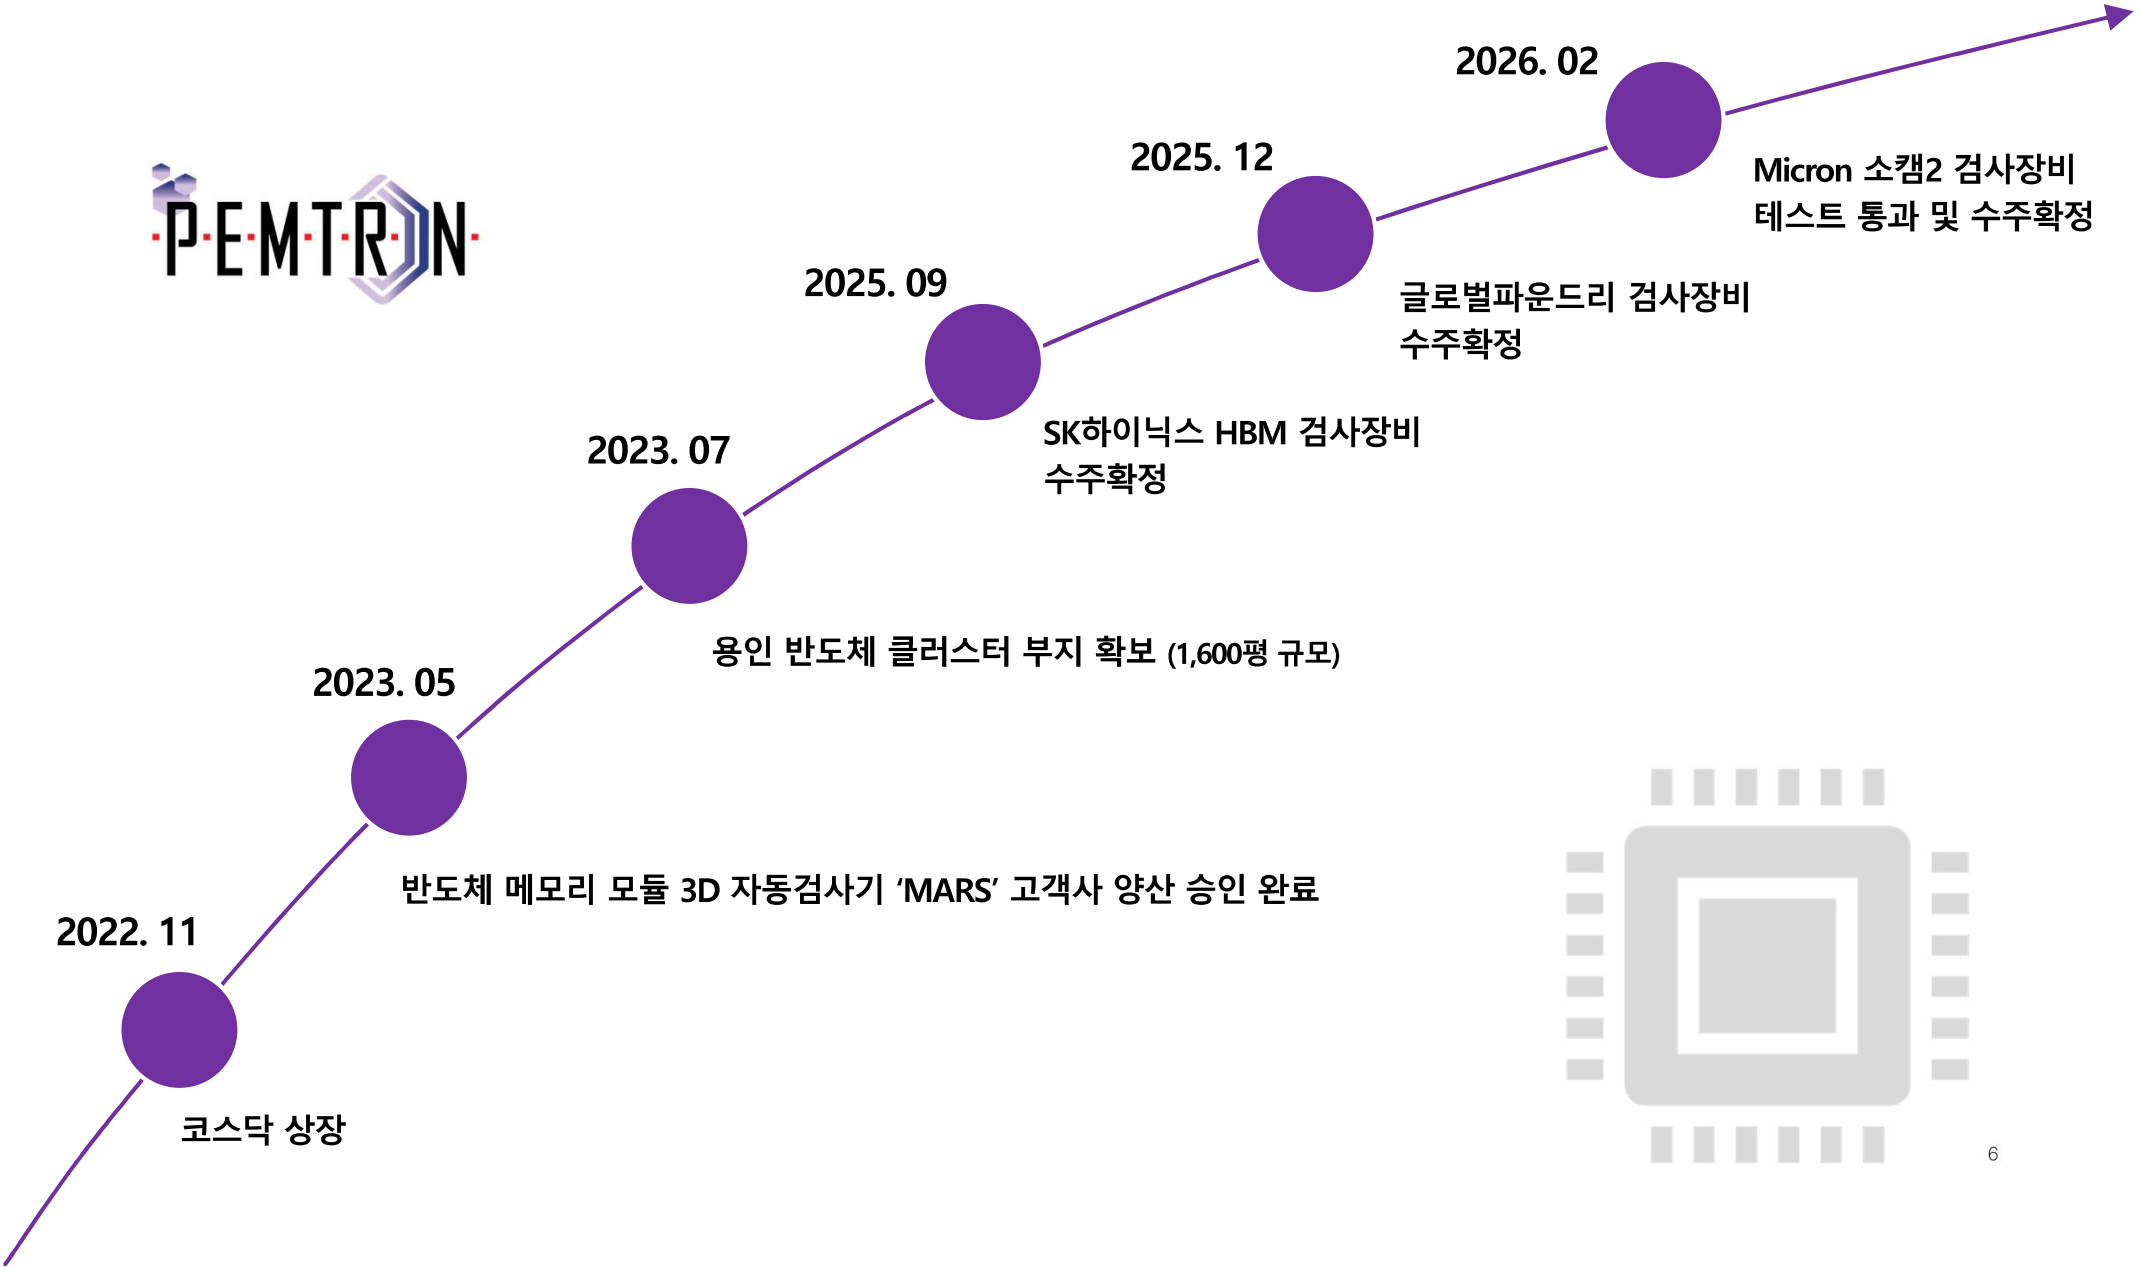 PEMTRON
2026. 02
Micron 소캠2 검사장비
테스트 통과 및 수주확정
2025. 12
글로벌파운드리 검사장비
수주확정
2025. 09
SK하이닉스 HBM 검사장비
수주확정
2023. 07
용인 반도체 클러스터 부지 확보 (1,600평 규모)
2023. 05
반도체 메모리 모듈 3D 자동검사기 ‘MARS’ 고객사 양산 승인 완료
2022. 11
코스닥 상장
6